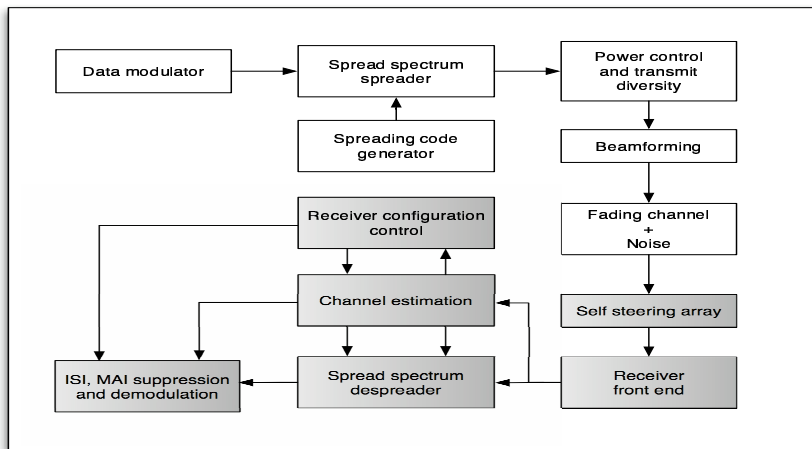 Data modulator
Spread spectrum
spreader
Power control
and transmit
diversity
Spreading code
generator
Beamforming
Receiver configuration
control
Fading channel
+
Noise
Channel estimation
Self steering array
ISI, MAI suppression
and demodulation
Spread spectrum
despreader
Receiver
front end